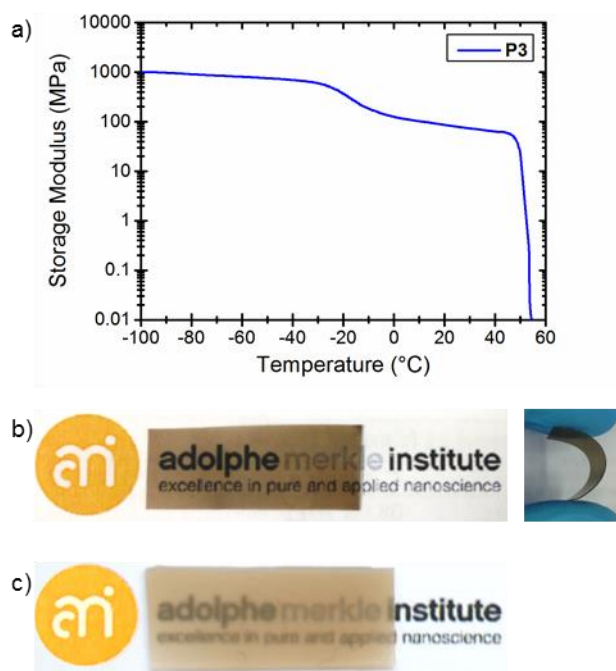 a)
10000
1000
100
10
1
0.1
0.01
Storage Modulus (MPa)
P3
-100 -80 -60 -40 -20 0 20 40 60
Temperature (°C)
b)
ami
adolphe merkle institute
excellence in pure and applied nanoscience
c)
ami
adolphe merkle institute
excellence in pure and applied nanoscience